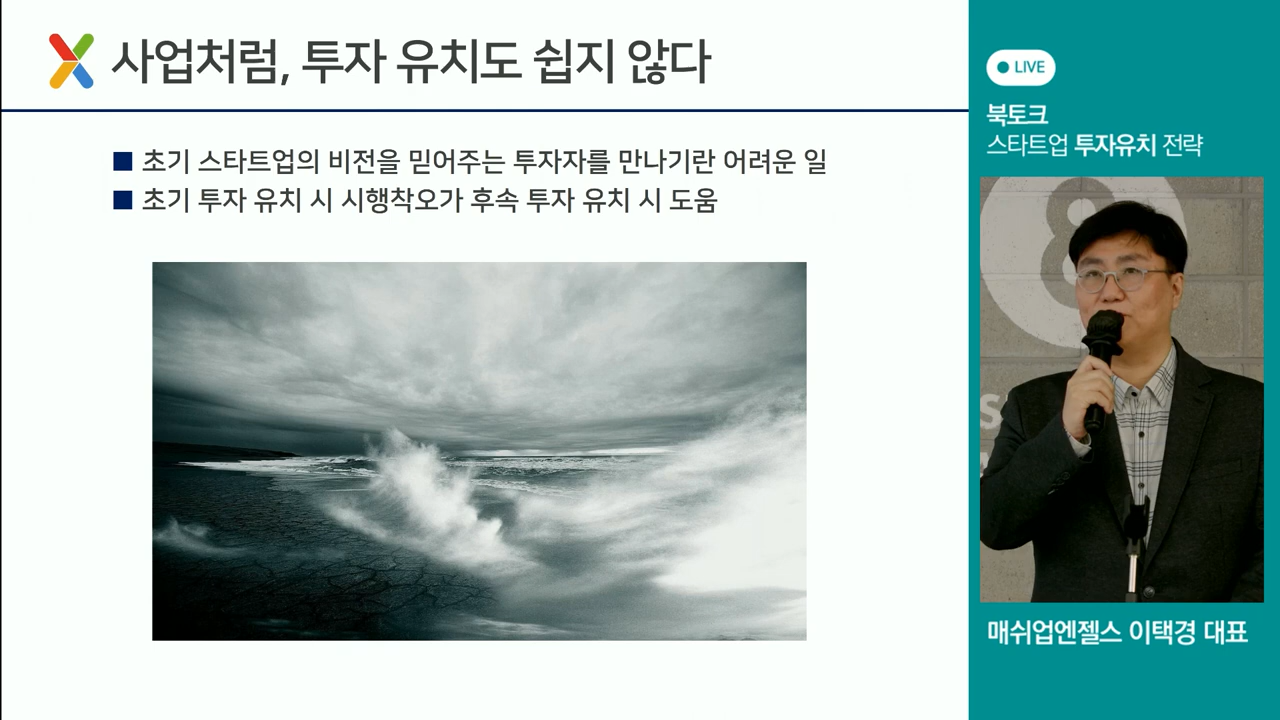 사업처럼, 투자 유치도 쉽지 않다
초기 스타트업의 비전을 믿어주는 투자자를 만나기란 어려운 일
초기 투자 유치 시 시행착오가 후속 투자 유치 시 도움
LIVE
북토크
스타트업 투자유치 전략
8
S
매쉬업엔젤스 이택경 대표